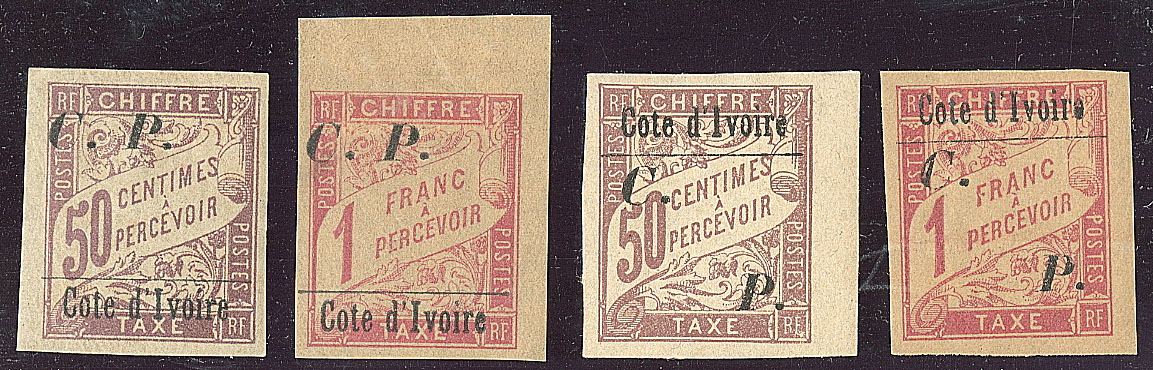 RF CHIFFRE
C. P.
POSTES
50 CENTIMES
À
PERCEVOIR
POSTES
Cote d'Ivoire
TAXE RF
RF CHIFFRE
C. P.
POSTES
1 FRANC
À
PERCEVOIR
POSTES
Cote d'Ivoire
TAXE RF
RF CHIFFRE
Cote d'Ivoire
POSTES
C.
50 CENTIMES
À
PERCEVOIR
POSTES
P.
TAXE RF
RF CHIFFRE
Cote d'Ivoire
POSTES
C.
1 FRANC
À
PERCEVOIR
POSTES
P.
TAXE RF